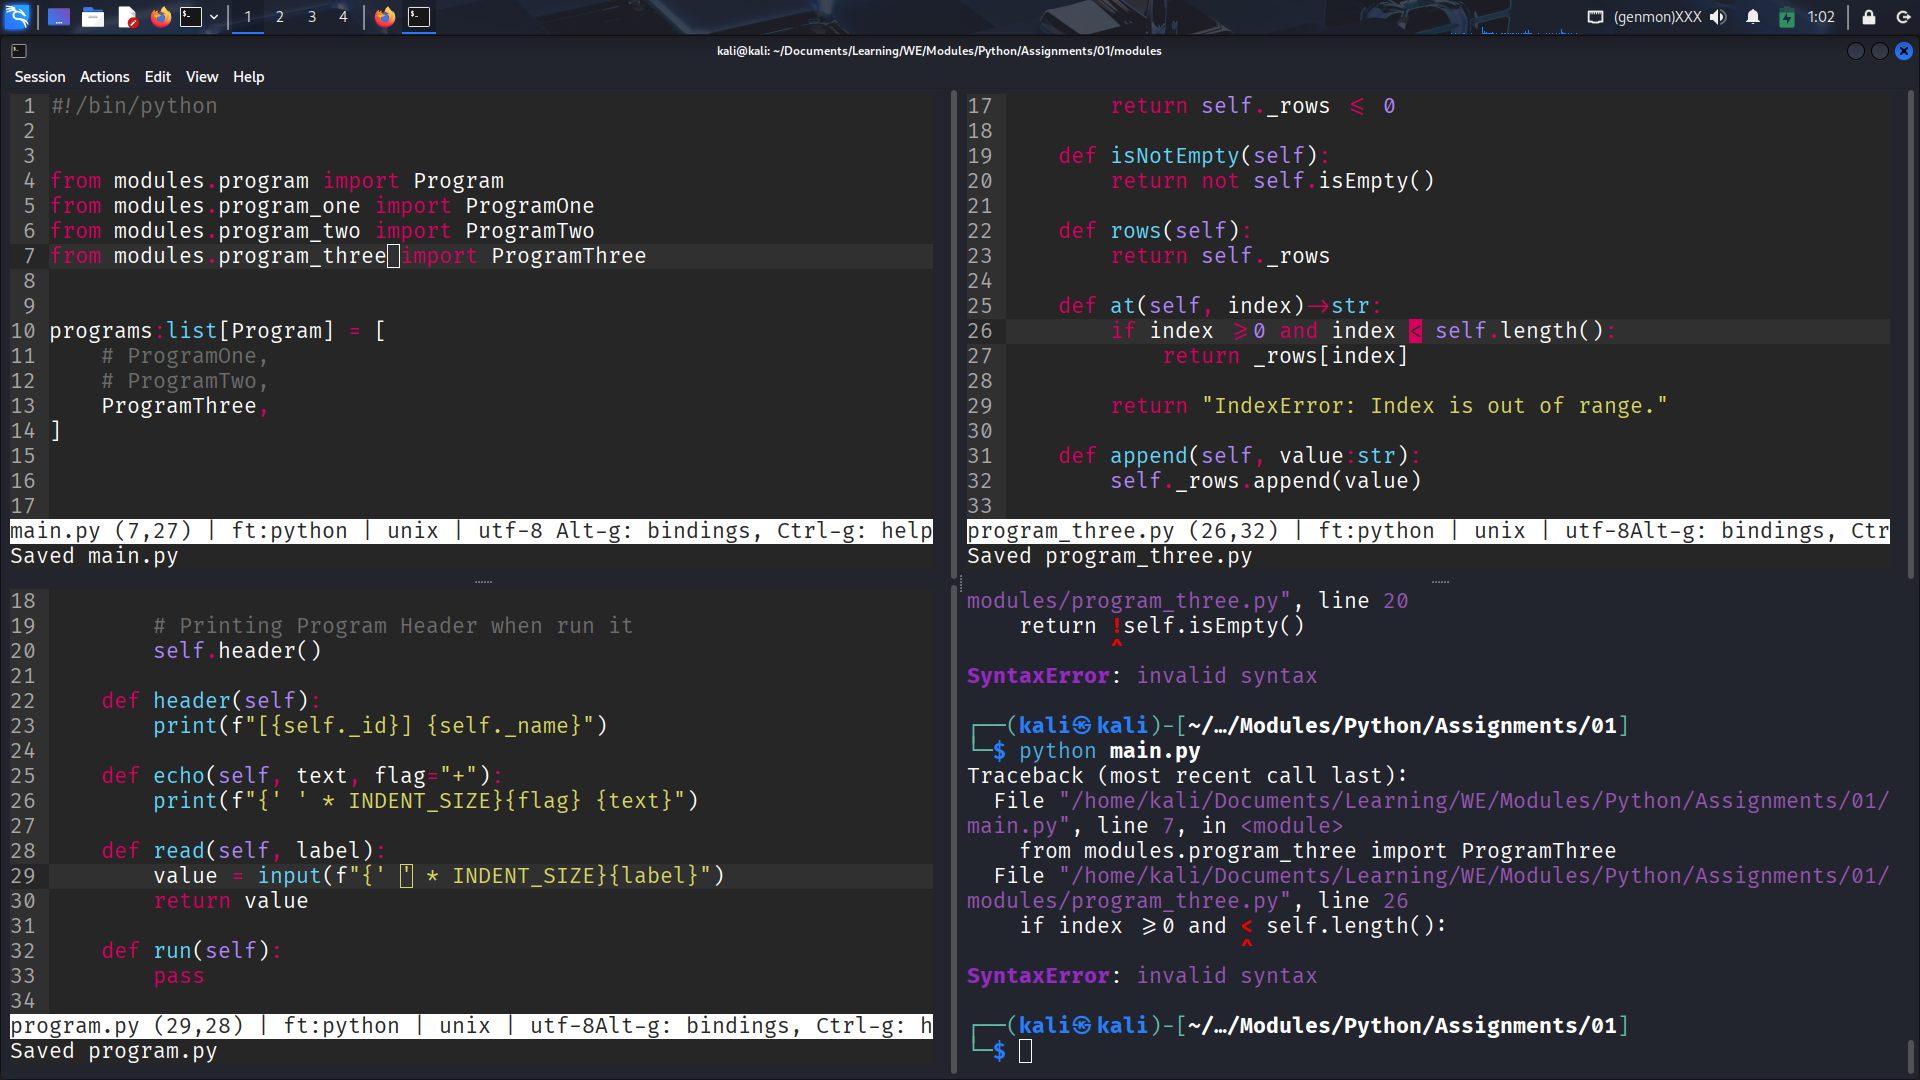 1 2 3 4
(genmon)XXX 1:02
kali@kali: ~/Documents/Learning/WE/Modules/Python/Assignments/01/modules
Session Actions Edit View Help
1 #!/bin/python
2
3
4 from modules.program import Program
5 from modules.program_one import ProgramOne
6 from modules.program_two import ProgramTwo
7 from modules.program_three import ProgramThree
8
9
10 programs:list[Program] = [
11     # ProgramOne,
12     # ProgramTwo,
13     ProgramThree,
14 ]
15
16
17
main.py (7,27) | ft:python | unix | utf-8 Alt-g: bindings, Ctrl-g: help
Saved main.py
17         return self._rows <= 0
18
19     def isNotEmpty(self):
20         return not self.isEmpty()
21
22     def rows(self):
23         return self._rows
24
25     def at(self, index)->str:
26         if index >=0 and index < self.length():
27             return _rows[index]
28
29         return "IndexError: Index is out of range."
30
31     def append(self, value:str):
32         self._rows.append(value)
33
program_three.py (26,32) | ft:python | unix | utf-8Alt-g: bindings, Ctr
Saved program_three.py
18
19         # Printing Program Header when run it
20         self.header()
21
22     def header(self):
23         print(f"[{self._id}] {self._name}")
24
25     def echo(self, text, flag="+"):
26         print(f"{' ' * INDENT_SIZE}{flag} {text}")
27
28     def read(self, label):
29         value = input(f"{' ' * INDENT_SIZE}{label}")
30         return value
31
32     def run(self):
33         pass
34
program.py (29,28) | ft:python | unix | utf-8Alt-g: bindings, Ctrl-g: h
Saved program.py
modules/program_three.py", line 20
    return !self.isEmpty()
           ^
SyntaxError: invalid syntax
┌──(kali㉿kali)-[~/…/Modules/Python/Assignments/01]
└─$ python main.py
Traceback (most recent call last):
  File "/home/kali/Documents/Learning/WE/Modules/Python/Assignments/01/
main.py", line 7, in <module>
    from modules.program_three import ProgramThree
  File "/home/kali/Documents/Learning/WE/Modules/Python/Assignments/01/
modules/program_three.py", line 26
    if index >=0 and < self.length():
                     ^
SyntaxError: invalid syntax
┌──(kali㉿kali)-[~/…/Modules/Python/Assignments/01]
└─$